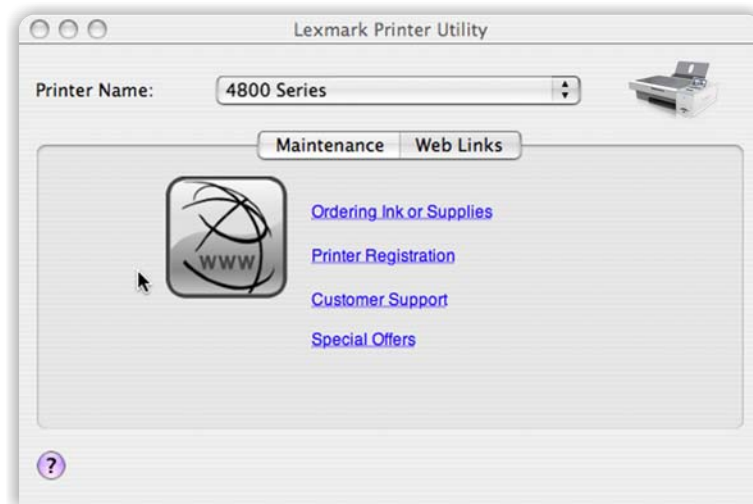 Lexmark Printer Utility
Printer Name: 4800 Series
Maintenance Web Links
www
Ordering Ink or Supplies
Printer Registration
Customer Support
Special Offers
?